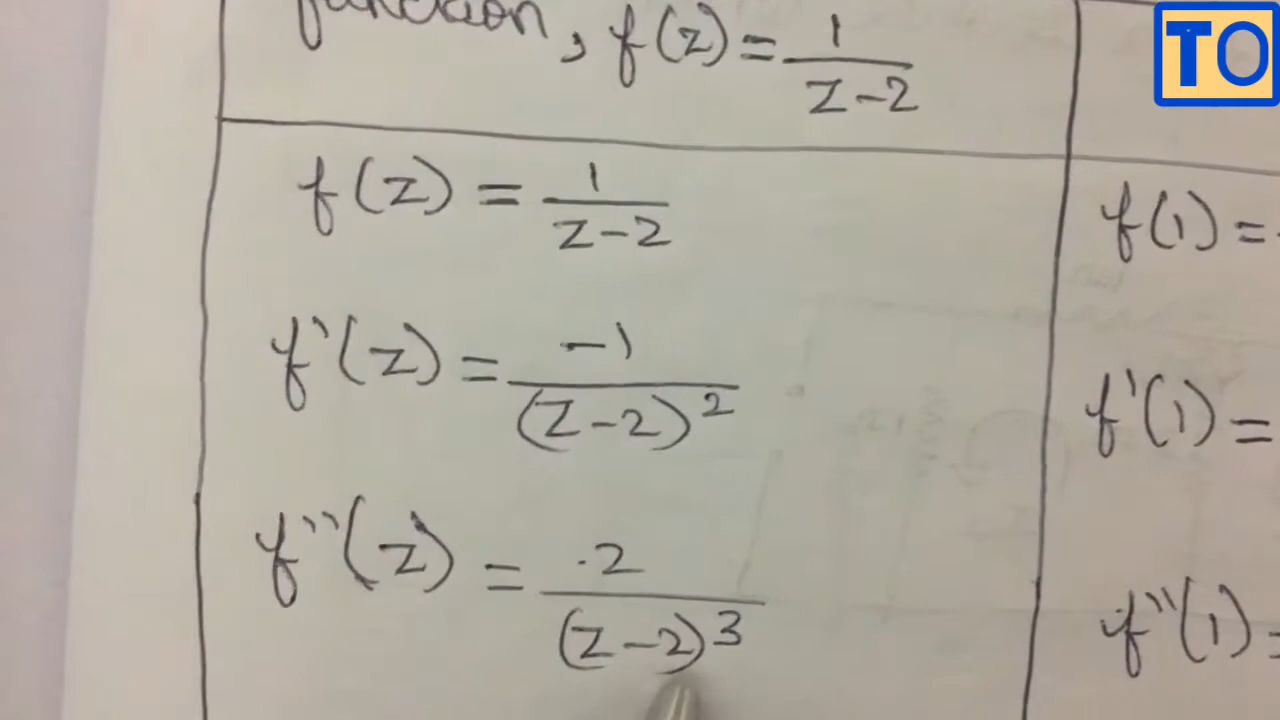 function, f(z) = 1/z-2
TO
f(z) = 1/z-2
f(1) =
f'(z) = -1/(z-2)²
f'(1) =
f''(z) = 2/(z-2)³
f''(1) =